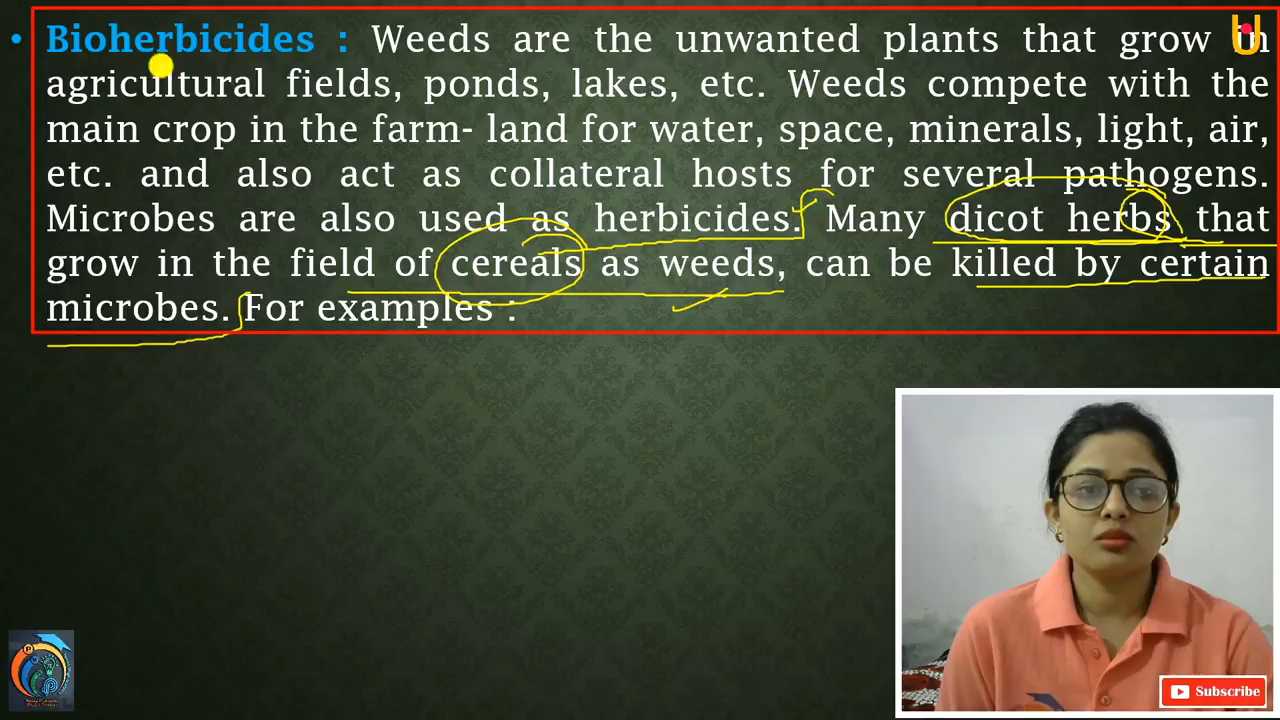 • Bioherbicides : Weeds are the unwanted plants that grow in
agricultural fields, ponds, lakes, etc. Weeds compete with the
main crop in the farm- land for water, space, minerals, light, air,
etc. and also act as collateral hosts for several pathogens.
Microbes are also used as herbicides. Many dicot herbs that
grow in the field of cereals as weeds, can be killed by certain
microbes. For examples :
Subscribe